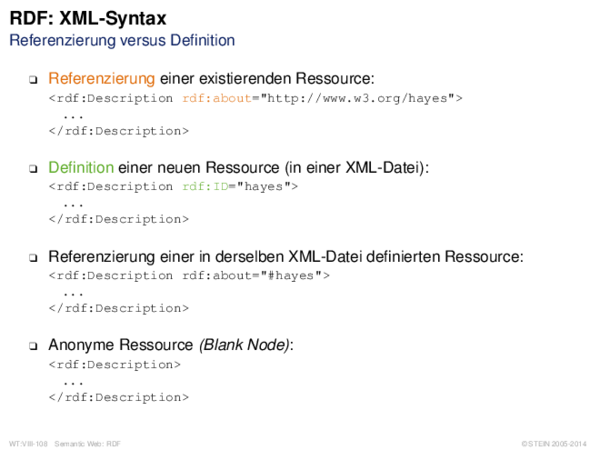 RDF: XML-Syntax
Referenzierung versus Definition
❑ Referenzierung einer existierenden Ressource:
<rdf:Description rdf:about="http://www.w3.org/hayes">
...
</rdf:Description>
❑ Definition einer neuen Ressource (in einer XML-Datei):
<rdf:Description rdf:ID="hayes">
...
</rdf:Description>
❑ Referenzierung einer in derselben XML-Datei definierten Ressource:
<rdf:Description rdf:about="#hayes">
...
</rdf:Description>
❑ Anonyme Ressource (Blank Node):
<rdf:Description>
...
</rdf:Description>
WT:VIII-108 Semantic Web: RDF © STEIN 2005-2014